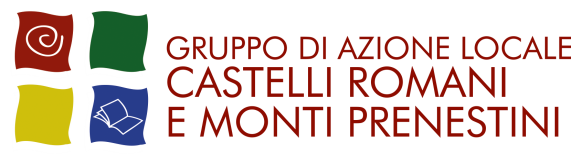 GRUPPO DI AZIONE LOCALE
CASTELLI ROMANI
E MONTI PRENESTINI